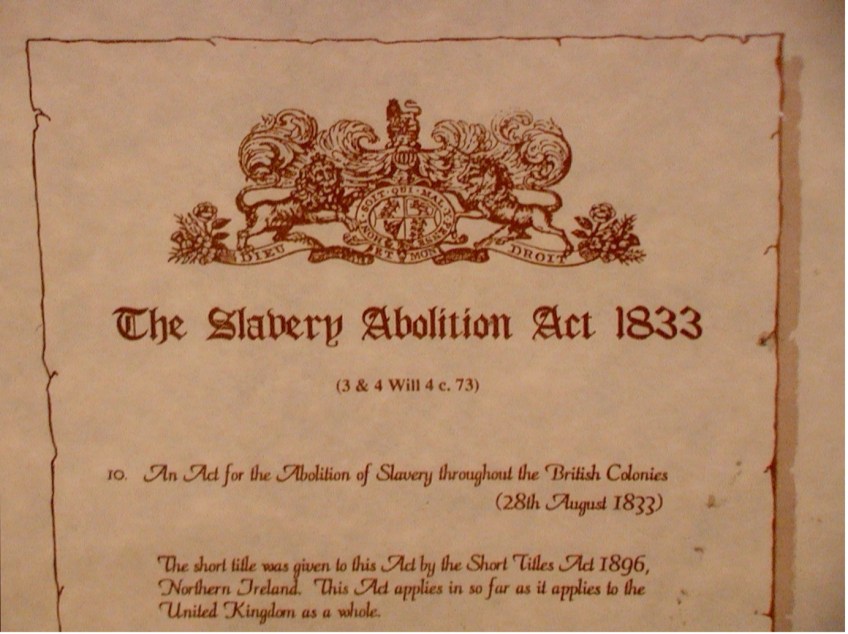 SOIT·QUI·MAL
DIEU ET MON DROIT
The Slavery Abolition Act 1833
(3 & 4 Will 4 c. 73)
10. An Act for the Abolition of Slavery throughout the British Colonies
(28th August 1833)
The short title was given to this Act by the Short Titles Act 1896,
Northern Ireland. This Act applies in so far as it applies to the
United Kingdom as a whole.